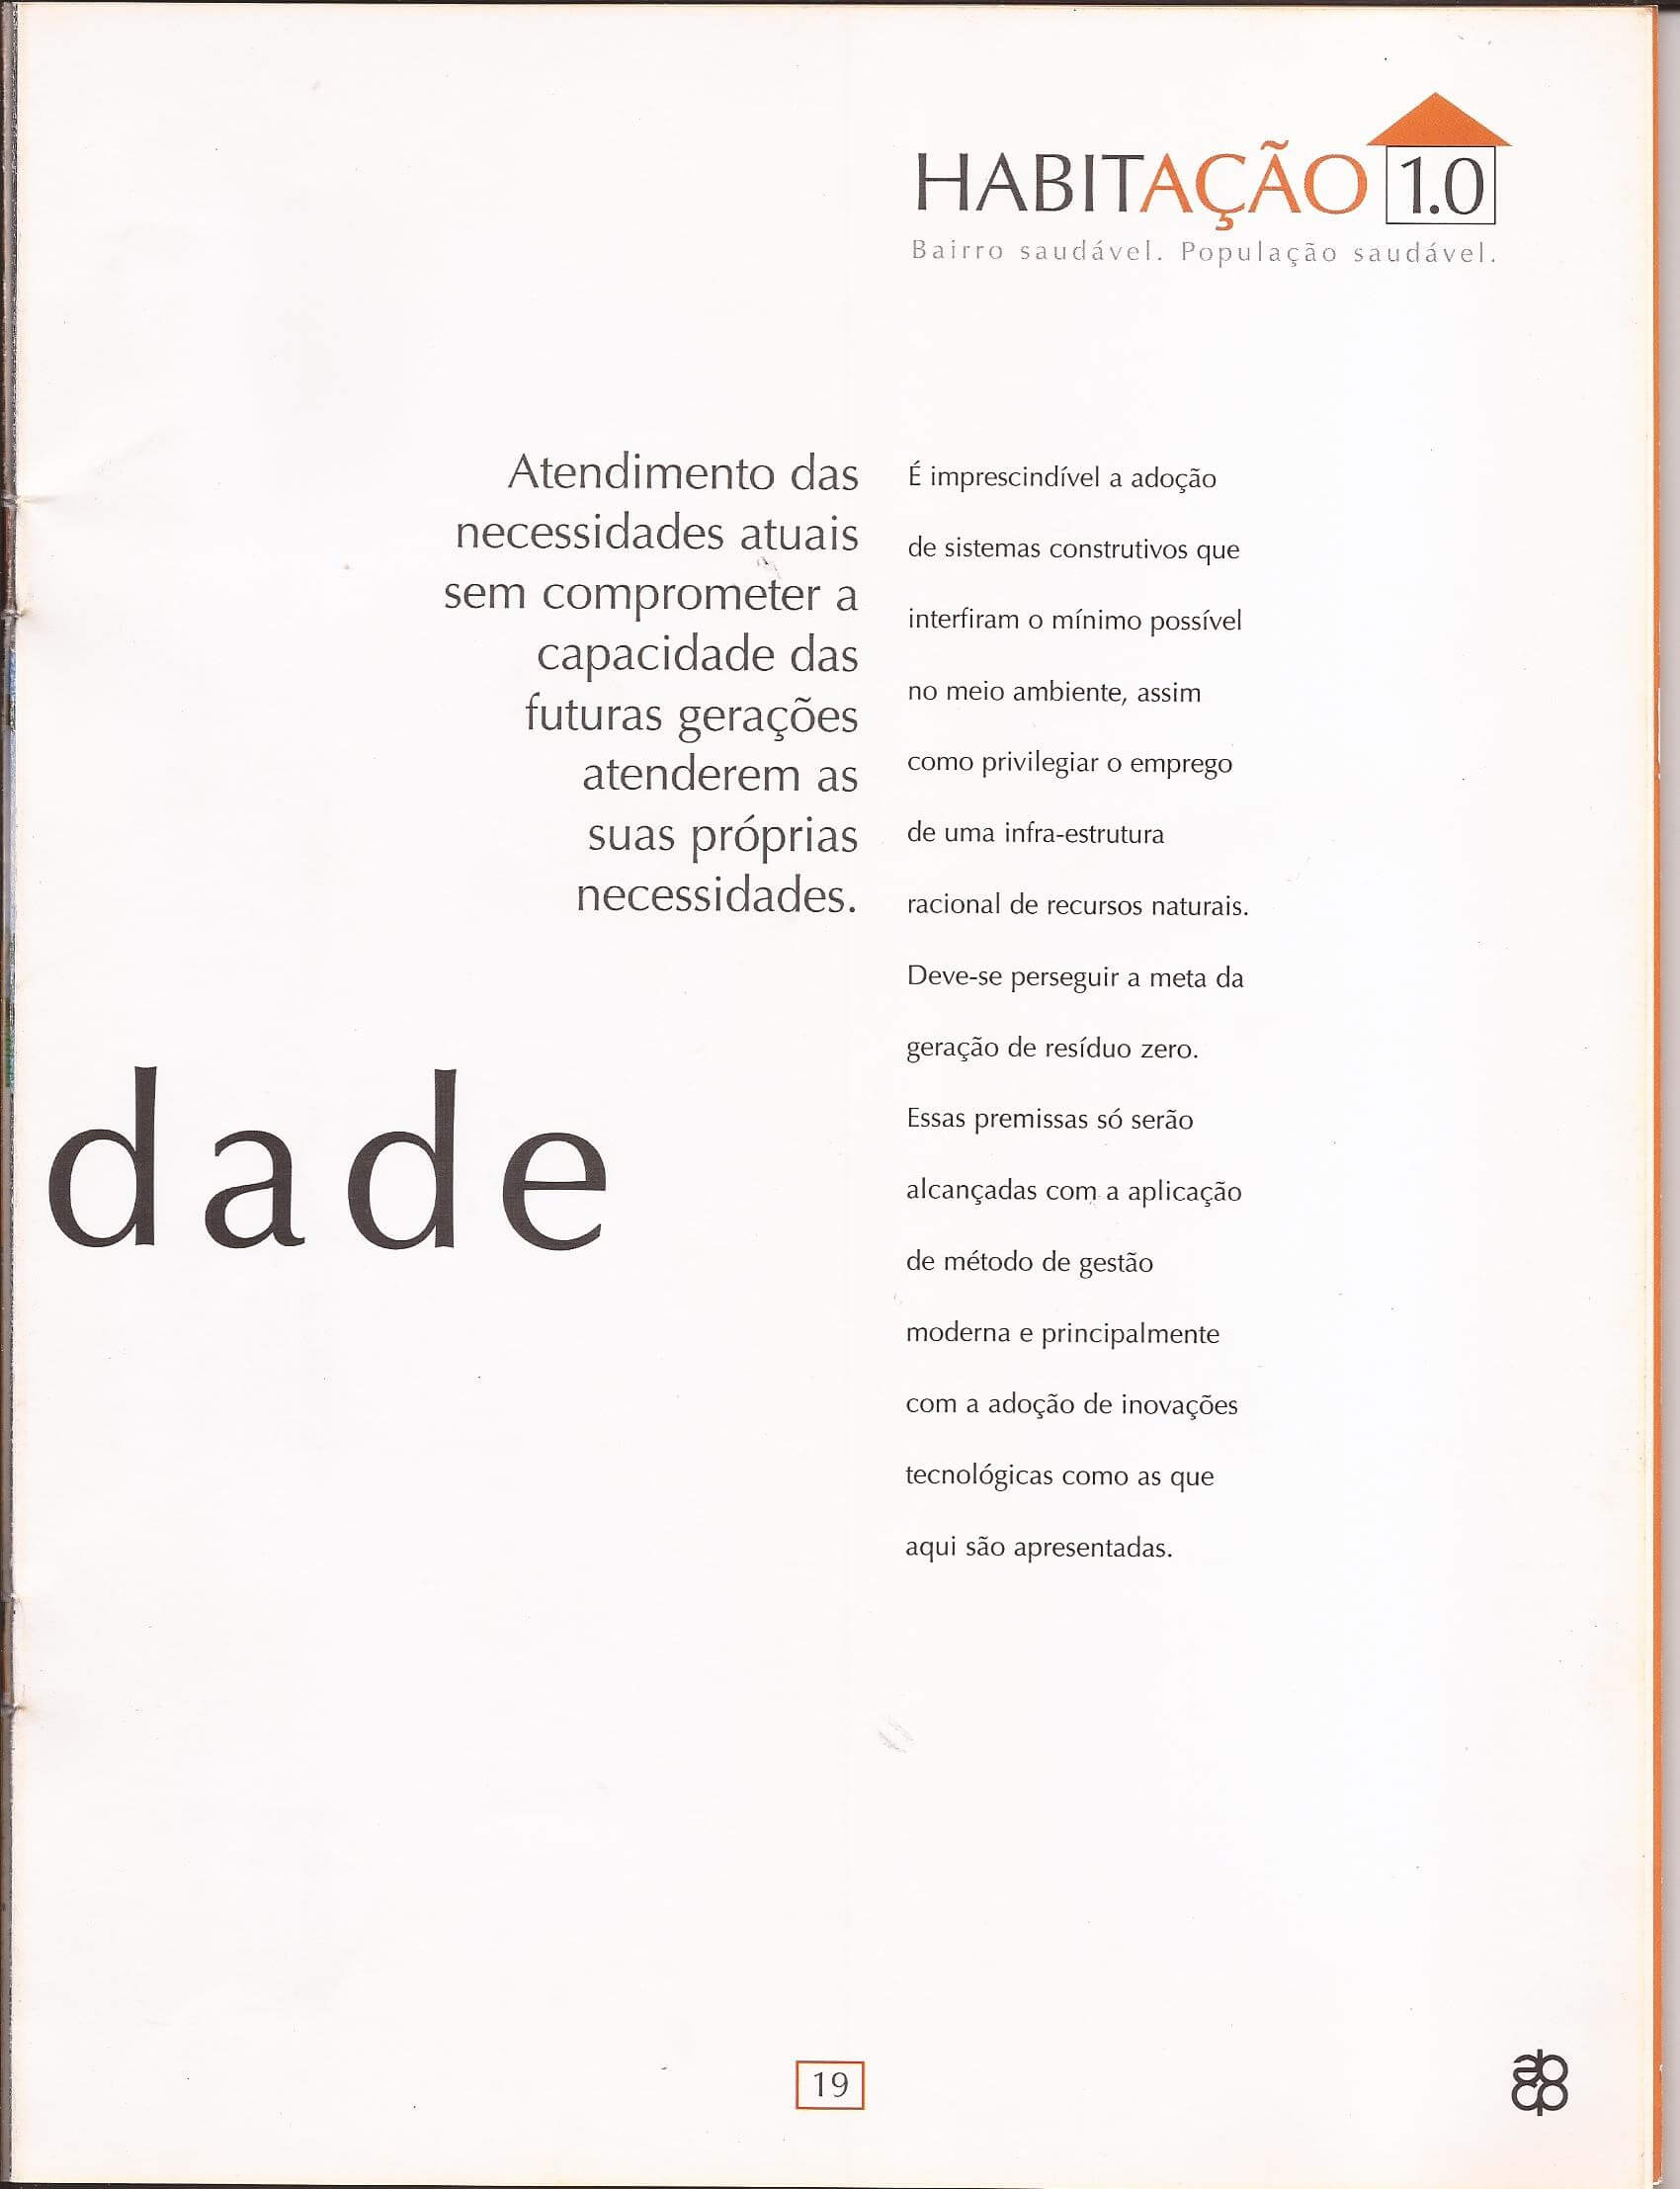 HABITAÇÃO 1.0
Bairro saudável. População saudável.
Atendimento das
necessidades atuais
sem comprometer a
capacidade das
futuras gerações
atenderem as
suas próprias
necessidades.
dade
É imprescindível a adoção
de sistemas construtivos que
interfiram o mínimo possível
no meio ambiente, assim
como privilegiar o emprego
de uma infra-estrutura
racional de recursos naturais.
Deve-se perseguir a meta da
geração de resíduo zero.
Essas premissas só serão
alcançadas com a aplicação
de método de gestão
moderna e principalmente
com a adoção de inovações
tecnológicas como as que
aqui são apresentadas.
19
abcp